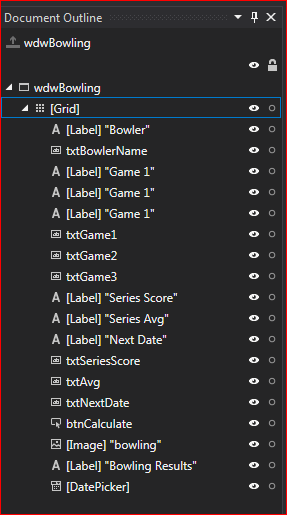 Document Outline
wdwBowling
wdwBowling
[Grid]
[Label] "Bowler"
txtBowlerName
[Label] "Game 1"
[Label] "Game 1"
[Label] "Game 1"
txtGame1
txtGame2
txtGame3
[Label] "Series Score"
[Label] "Series Avg"
[Label] "Next Date"
txtSeriesScore
txtAvg
txtNextDate
btnCalculate
[Image] "bowling"
[Label] "Bowling Results"
[DatePicker]